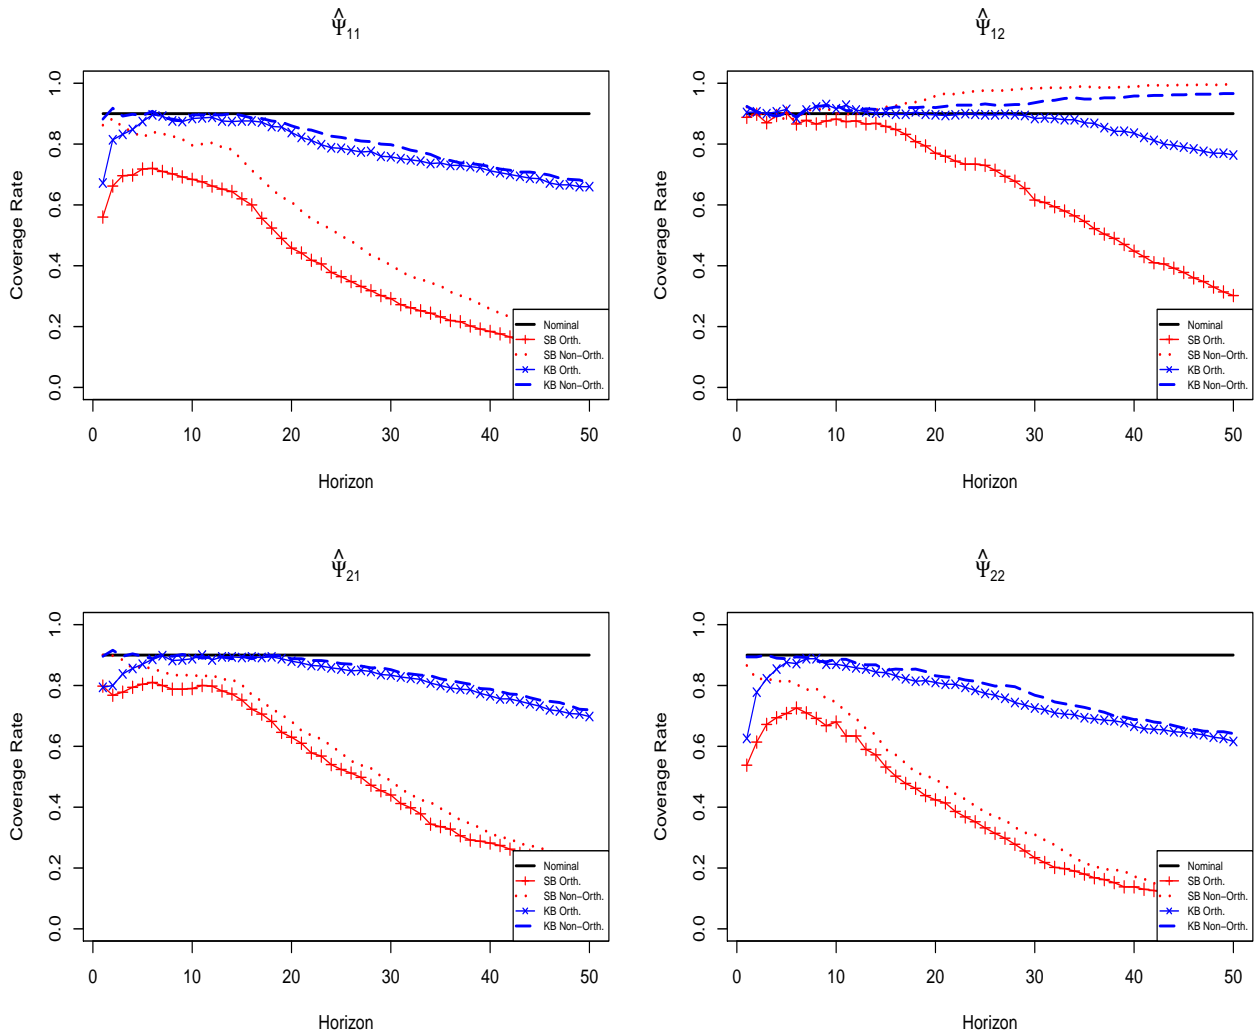 Ψ̂11
Coverage Rate
0.0 0.2 0.4 0.6 0.8 1.0
Nominal
SB Orth.
SB Non−Orth.
KB Orth.
KB Non−Orth.
0 10 20 30 40 50
Horizon
Ψ̂12
Coverage Rate
0.0 0.2 0.4 0.6 0.8 1.0
Nominal
SB Orth.
SB Non−Orth.
KB Orth.
KB Non−Orth.
0 10 20 30 40 50
Horizon
Ψ̂21
Coverage Rate
0.0 0.2 0.4 0.6 0.8 1.0
Nominal
SB Orth.
SB Non−Orth.
KB Orth.
KB Non−Orth.
0 10 20 30 40 50
Horizon
Ψ̂22
Coverage Rate
0.0 0.2 0.4 0.6 0.8 1.0
Nominal
SB Orth.
SB Non−Orth.
KB Orth.
KB Non−Orth.
0 10 20 30 40 50
Horizon